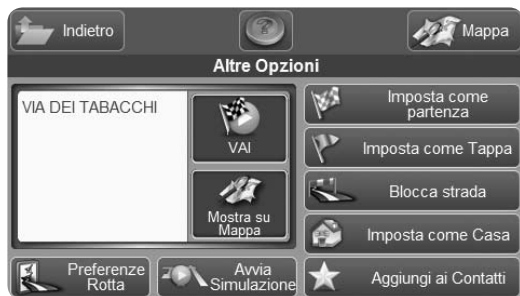 Indietro
?
Mappa
Altre Opzioni
VIA DEI TABACCHI
VAI
Mostra su
Mappa
Imposta come
partenza
Imposta come Tappa
Blocca strada
Imposta come Casa
Aggiungi ai Contatti
Preferenze
Rotta
Avvia
Simulazione